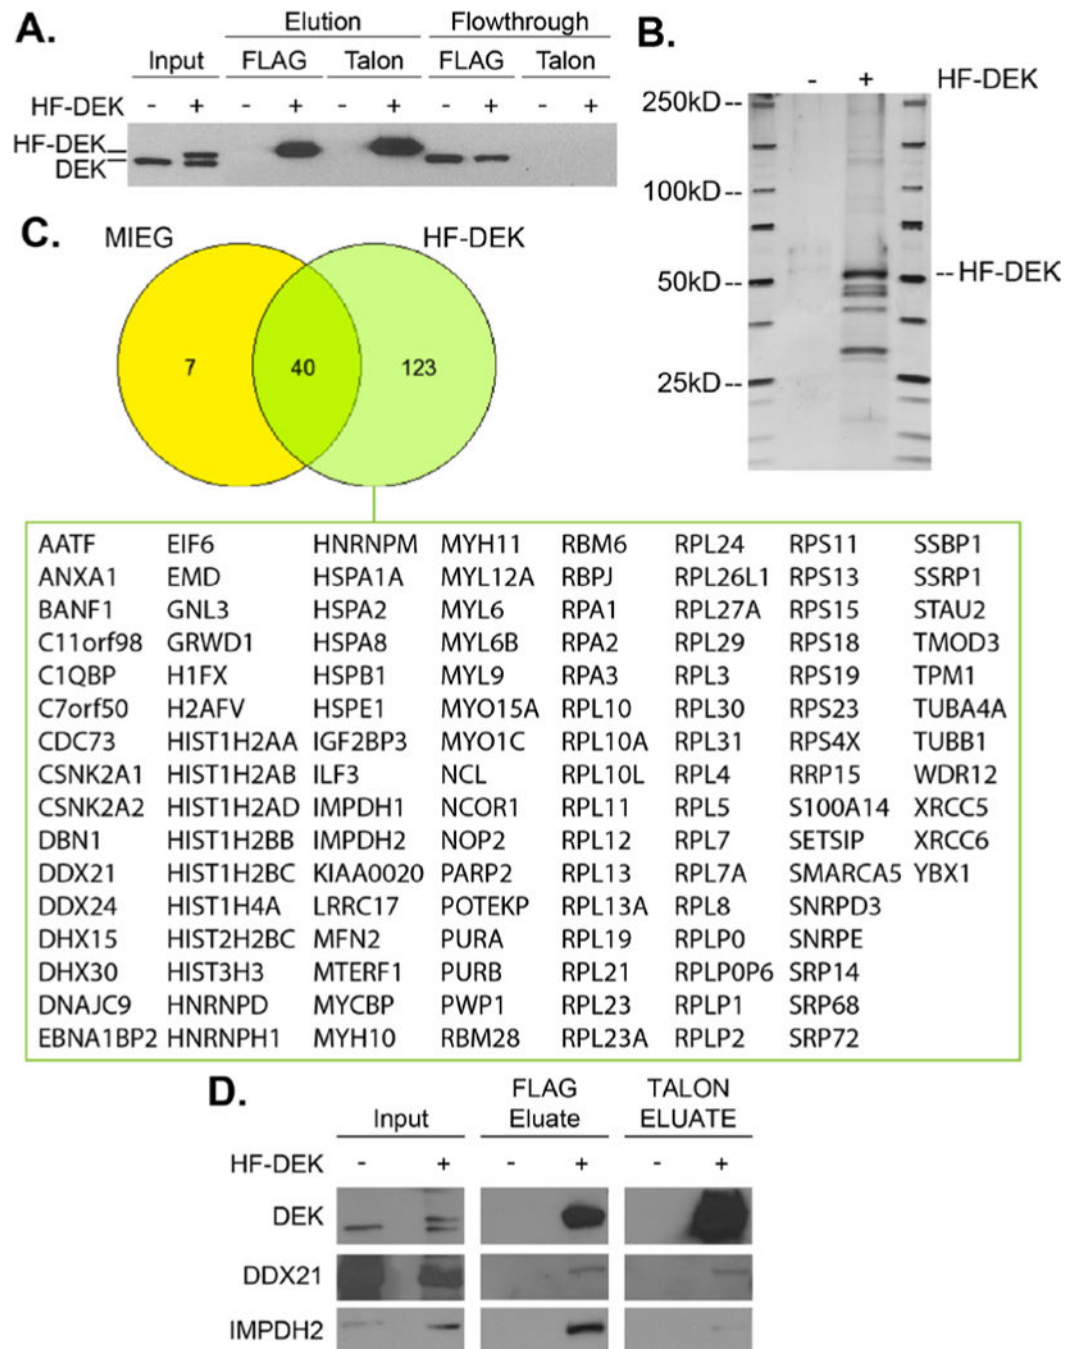 A.
Elution Flowthrough
Input FLAG Talon FLAG Talon
HF-DEK - + - + - + - + - +
HF-DEK
DEK
B.
- + HF-DEK
250kD--
100kD--
50kD--
25kD--
--HF-DEK
C.
MIEG HF-DEK
7 40 123
AATF EIF6 HNRNPM MYH11 RBM6 RPL24 RPS11 SSBP1
ANXA1 EMD HSPA1A MYL12A RBPJ RPL26L1 RPS13 SSRP1
BANF1 GNL3 HSPA2 MYL6 RPA1 RPL27A RPS15 STAU2
C11orf98 GRWD1 HSPA8 MYL6B RPA2 RPL29 RPS18 TMOD3
C1QBP H1FX HSPB1 MYL9 RPA3 RPL3 RPS19 TPM1
C7orf50 H2AFV HSPE1 MYO15A RPL10 RPL30 RPS23 TUBA4A
CDC73 HIST1H2AA IGF2BP3 MYO1C RPL10A RPL31 RPS4X TUBB1
CSNK2A1 HIST1H2AB ILF3 NCL RPL10L RPL4 RRP15 WDR12
CSNK2A2 HIST1H2AD IMPDH1 NCOR1 RPL11 RPL5 S100A14 XRCC5
DBN1 HIST1H2BB IMPDH2 NOP2 RPL12 RPL7 SETSIP XRCC6
DDX21 HIST1H2BC KIAA0020 PARP2 RPL13 RPL7A SMARCA5 YBX1
DDX24 HIST1H4A LRRC17 POTEKP RPL13A RPL8 SNRPD3
DHX15 HIST2H2BC MFN2 PURA RPL19 RPLP0 SNRPE
DHX30 HIST3H3 MTERF1 PURB RPL21 RPLP0P6 SRP14
DNAJC9 HNRNPD MYCBP PWP1 RPL23 RPLP1 SRP68
EBNA1BP2 HNRNPH1 MYH10 RBM28 RPL23A RPLP2 SRP72
D.
FLAG TALON
Input Eluate ELUATE
HF-DEK - + - + - +
DEK
DDX21
IMPDH2